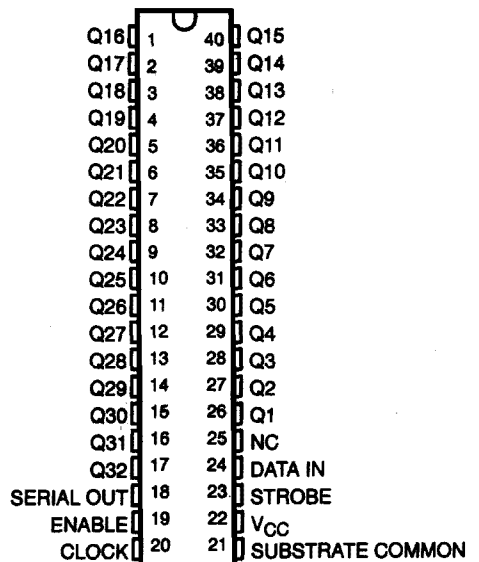 Q16 1 40 Q15
Q17 2 39 Q14
Q18 3 38 Q13
Q19 4 37 Q12
Q20 5 36 Q11
Q21 6 35 Q10
Q22 7 34 Q9
Q23 8 33 Q8
Q24 9 32 Q7
Q25 10 31 Q6
Q26 11 30 Q5
Q27 12 29 Q4
Q28 13 28 Q3
Q29 14 27 Q2
Q30 15 26 Q1
Q31 16 25 NC
Q32 17 24 DATA IN
SERIAL OUT 18 23 STROBE
ENABLE 19 22 VCC
CLOCK 20 21 SUBSTRATE COMMON